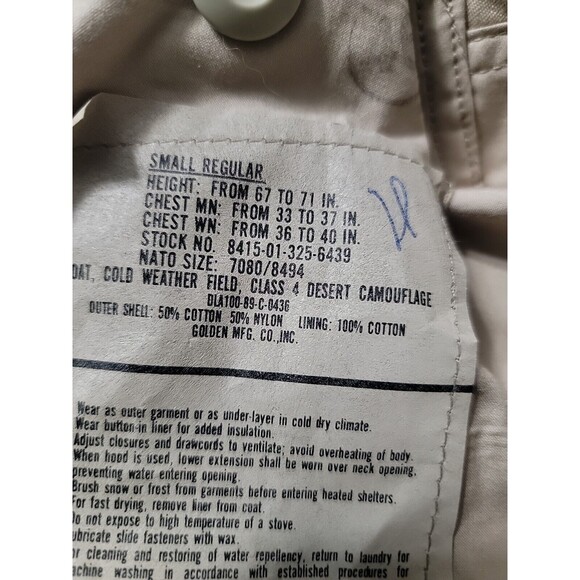 SMALL REGULAR
HEIGHT: FROM 67 TO 71 IN.
CHEST MN: FROM 33 TO 37 IN.
CHEST WN: FROM 36 TO 40 IN.
STOCK NO. 8415-01-325-6439
NATO SIZE: 7080/8494
OAT, COLD WEATHER FIELD, CLASS 4 DESERT CAMOUFLAGE
DLA100-89-C-0436
OUTER SHELL: 50% COTTON 50% NYLON LINING: 100% COTTON
GOLDEN MFG. CO.,INC.
Wear as outer garment or as under-layer in cold dry climate.
Wear button-in liner for added insulation.
Adjust closures and drawcords to ventilate; avoid overheating of body.
When hood is used, lower extension shall be worn over neck opening,
preventing water entering opening.
Brush snow or frost from garments before entering heated shelters.
For fast drying, remove liner from coat.
Do not expose to high temperature of a stove.
ubricate slide fasteners with wax.
or cleaning and restoring of water repellency, return to laundry for
achine washing in accordance with established procedures for